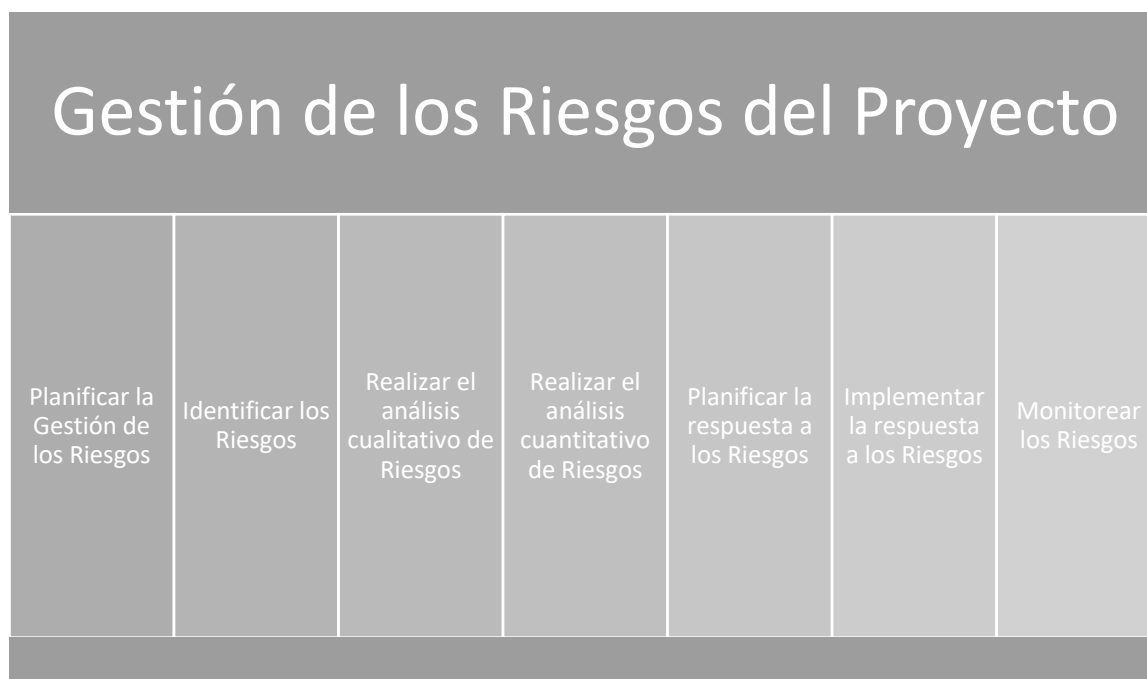 Gestión de los Riesgos del Proyecto
Planificar la
Gestión de
los Riesgos
Identificar los
Riesgos
Realizar el
análisis
cualitativo de
Riesgos
Realizar el
análisis
cuantitativo
de Riesgos
Planificar la
respuesta a
los Riesgos
Implementar
la respuesta
a los Riesgos
Monitorear
los Riesgos